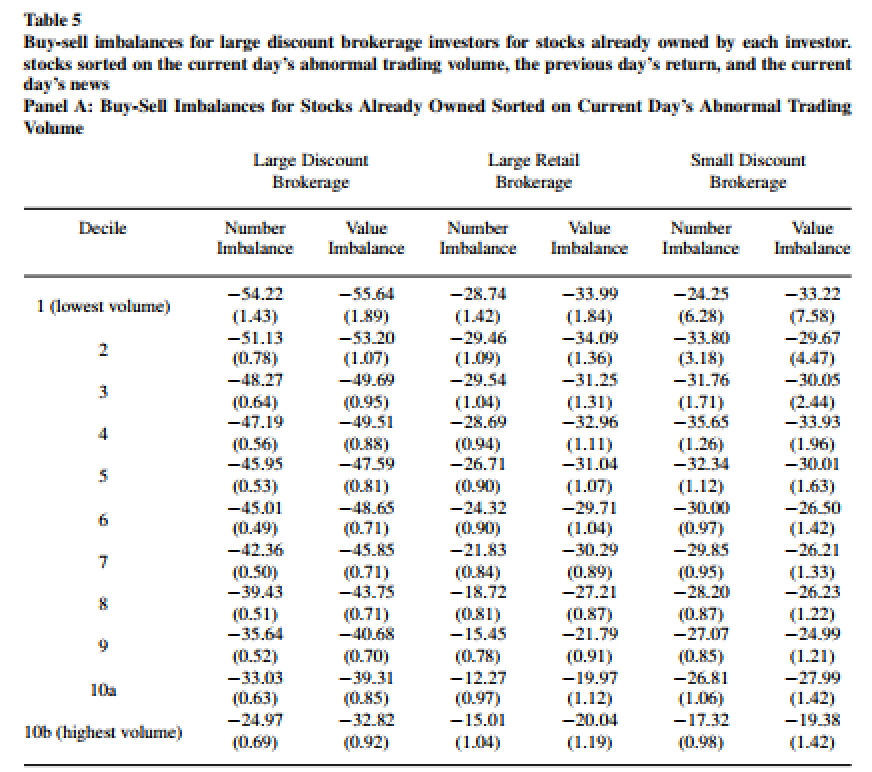 Table 5
Buy-sell imbalances for large discount brokerage investors for stocks already owned by each investor.
stocks sorted on the current day's abnormal trading volume, the previous day's return, and the current
day's news
Panel A: Buy-Sell Imbalances for Stocks Already Owned Sorted on Current Day's Abnormal Trading
Volume
Large Discount Large Retail Small Discount
Brokerage Brokerage Brokerage
Decile Number Value Number Value Number Value
Imbalance Imbalance Imbalance Imbalance Imbalance Imbalance
−54.22 −55.64 −28.74 −33.99 −24.25 −33.22
1 (lowest volume)
(1.43) (1.89) (1.42) (1.84) (6.28) (7.58)
−51.13 −53.20 −29.46 −34.09 −33.80 −29.67
2
(0.78) (1.07) (1.09) (1.36) (3.18) (4.47)
−48.27 −49.69 −29.54 −31.25 −31.76 −30.05
3
(0.64) (0.95) (1.04) (1.31) (1.71) (2.44)
−47.19 −49.51 −28.69 −32.96 −35.65 −33.93
4
(0.56) (0.88) (0.94) (1.11) (1.26) (1.96)
−45.95 −47.59 −26.71 −31.04 −32.34 −30.01
5
(0.53) (0.81) (0.90) (1.07) (1.12) (1.63)
−45.01 −48.65 −24.32 −29.71 −30.00 −26.50
6
(0.49) (0.71) (0.90) (1.04) (0.97) (1.42)
−42.36 −45.85 −21.83 −30.29 −29.85 −26.21
7
(0.50) (0.71) (0.84) (0.89) (0.95) (1.33)
−39.43 −43.75 −18.72 −27.21 −28.20 −26.23
8
(0.51) (0.71) (0.81) (0.87) (0.87) (1.22)
−35.64 −40.68 −15.45 −21.79 −27.07 −24.99
9
(0.52) (0.70) (0.78) (0.91) (0.85) (1.21)
−33.03 −39.31 −12.27 −19.97 −26.81 −27.99
10a
(0.63) (0.85) (0.97) (1.12) (1.06) (1.42)
−24.97 −32.82 −15.01 −20.04 −17.32 −19.38
10b (highest volume)
(0.69) (0.92) (1.04) (1.19) (0.98) (1.42)